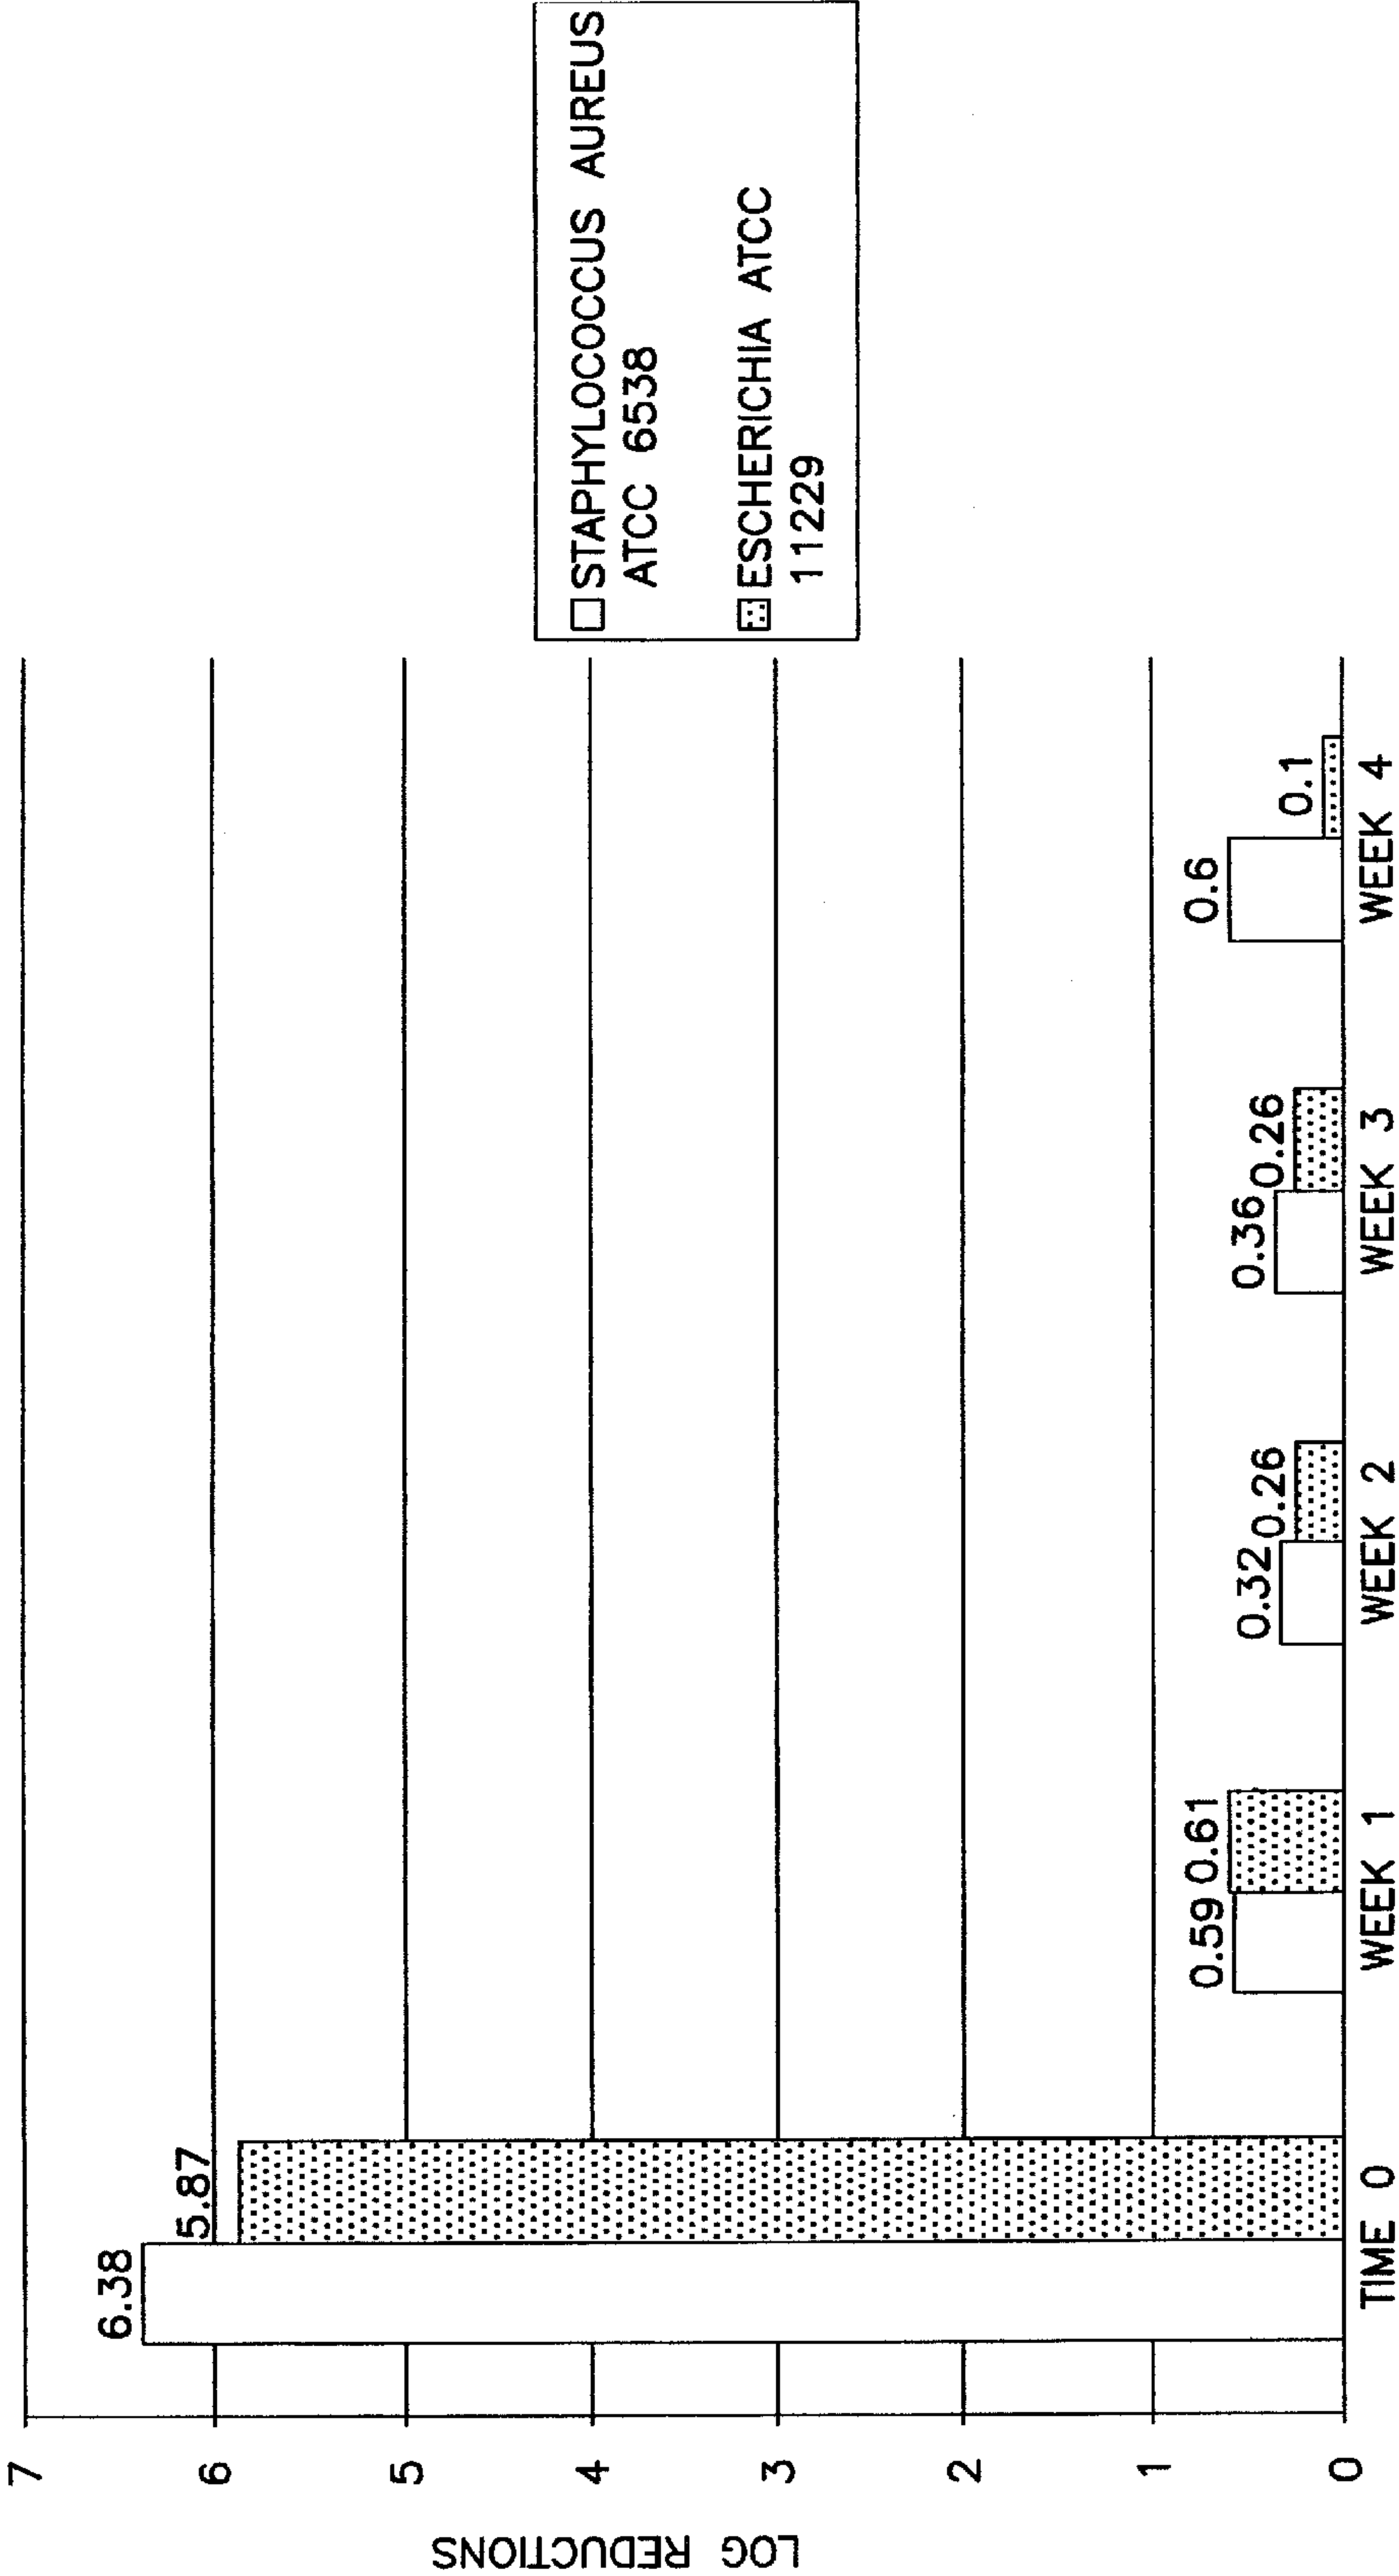 LOG REDUCTIONS
7
6
5
4
3
2
1
0
6.38
5.87
0.59
0.61
0.32
0.26
0.36
0.26
0.6
0.1
TIME 0
WEEK 1
WEEK 2
WEEK 3
WEEK 4
STAPHYLOCOCCUS AUREUS
ATCC 6538
ESCHERICHIA ATCC
11229